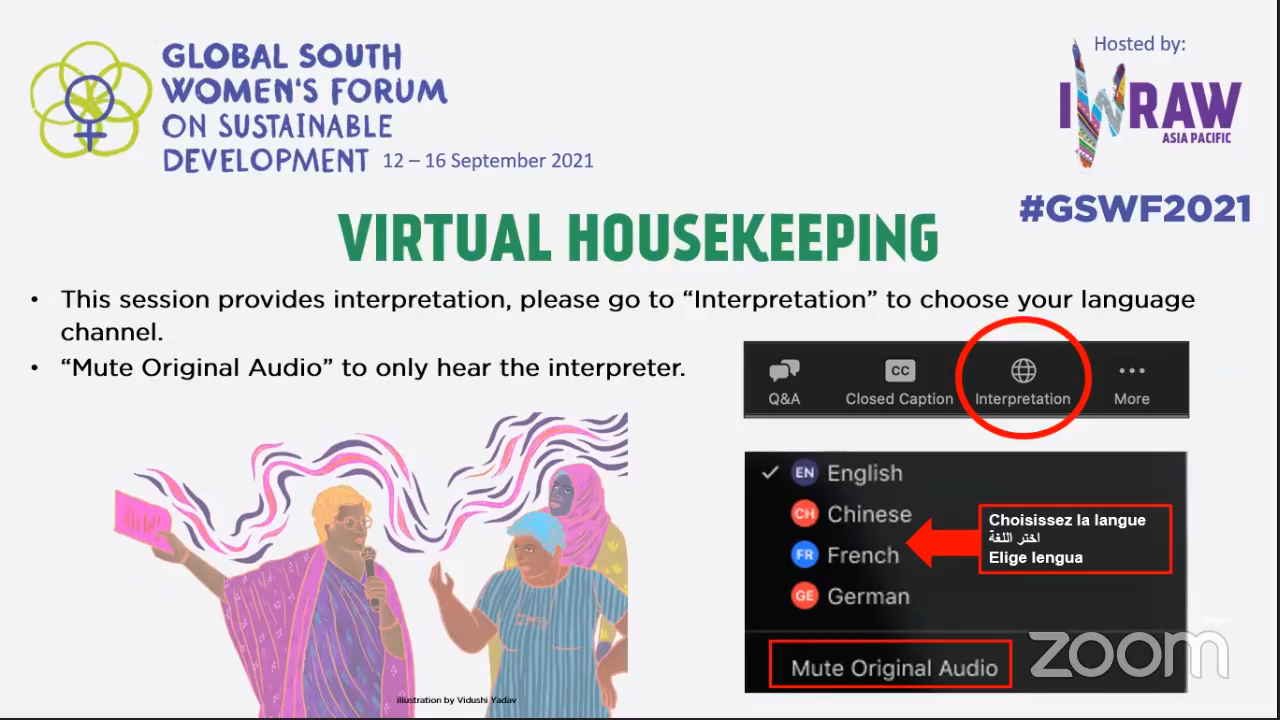 GLOBAL SOUTH
WOMEN'S FORUM
ON SUSTAINABLE
DEVELOPMENT 12 – 16 September 2021
Hosted by:
IWRAW
ASIA PACIFIC
#GSWF2021
VIRTUAL HOUSEKEEPING
• This session provides interpretation, please go to “Interpretation” to choose your language
channel.
• “Mute Original Audio” to only hear the interpreter.
CC
Q&A Closed Caption Interpretation More
EN English
CH Chinese
FR French
GE German
Choisissez la langue
اختر اللغة
Elige lengua
Mute Original Audio
zoom
illustration by Vidushi Yadav